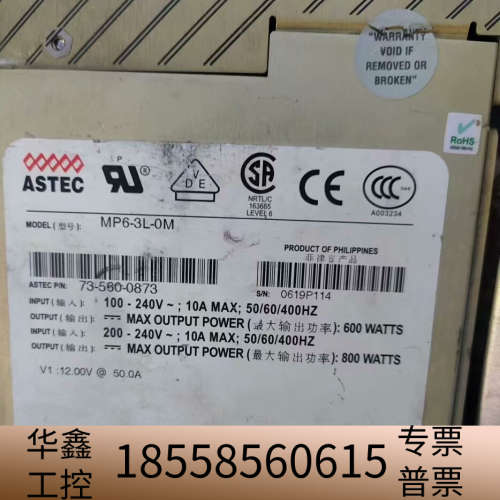 "WARRANTY
VOID IF
REMOVED OR
BROKEN"
RoHS
ASTEC
UL
VDE
SA
NRTL/C
163665
LEVEL 6
CE
CCC
A003234
MODEL (型号): MP6-3L-0M
PRODUCT OF PHILIPPINES
菲律宾产品
ASTEC P/N: 73-560-0873
S/N: 0619P114
INPUT (输入): 100 - 240V ~ ; 10A MAX; 50/60/400HZ
OUTPUT (输出): MAX OUTPUT POWER (最大输出功率): 600 WATTS
INPUT (输入): 200 - 240V ~ ; 10A MAX; 50/60/400HZ
OUTPUT (输出): MAX OUTPUT POWER (最大输出功率): 800 WATTS
V1 :12.00V @ 50.0A
华鑫
工控
18558560615
专票
普票